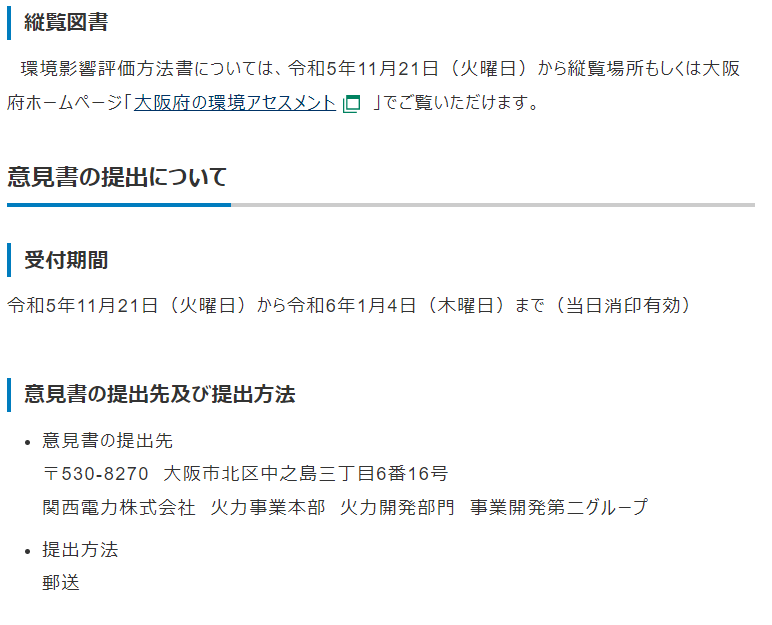 縦覧図書
環境影響評価方法書については、令和5年11月21日（火曜日）から縦覧場所もしくは大阪
府ホームページ「大阪府の環境アセスメント 」でご覧いただけます。
意見書の提出について
受付期間
令和5年11月21日（火曜日）から令和6年1月4日（木曜日）まで（当日消印有効）
意見書の提出先及び提出方法
• 意見書の提出先
〒530-8270 大阪市北区中之島三丁目6番16号
関西電力株式会社 火力事業本部 火力開発部門 事業開発第二グループ
• 提出方法
郵送